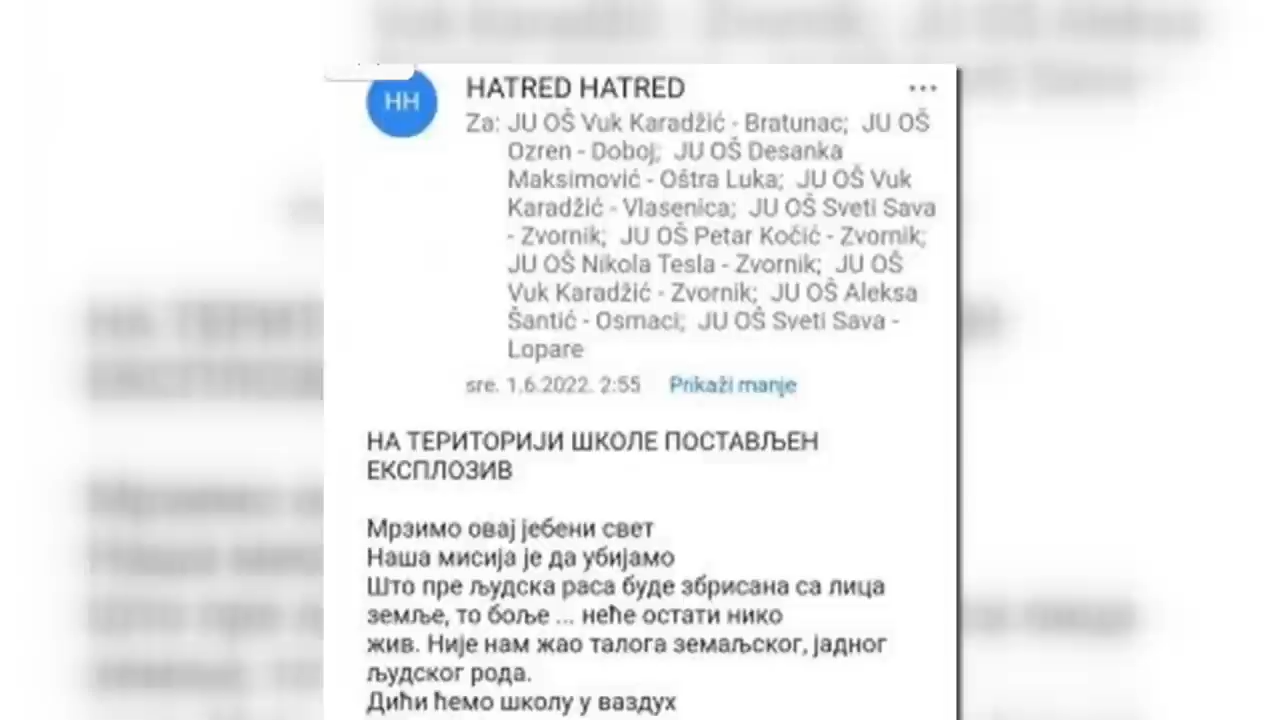 HH
HATRED HATRED
Za: JU OŠ Vuk Karadžić - Bratunac; JU OŠ
Ozren - Doboj; JU OŠ Desanka
Maksimović - Oštra Luka; JU OŠ Vuk
Karadžić - Vlasenica; JU OŠ Sveti Sava
- Zvornik; JU OŠ Petar Kočić - Zvornik;
JU OŠ Nikola Tesla - Zvornik; JU OŠ
Vuk Karadžić - Zvornik; JU OŠ Aleksa
Šantić - Osmaci; JU OŠ Sveti Sava -
Lopare
sre. 1.6.2022. 2:55 Prikaži manje
НА ТЕРИТОРИЈИ ШКОЛЕ ПОСТАВЉЕН
ЕКСПЛОЗИВ
Мрзимо овај јебени свет
Наша мисија је да убијамо
Што пре људска раса буде збрисана са лица
земље, то боље ... неће остати нико
жив. Није нам жао талога земаљског, јадног
људског рода.
Дићи ћемо школу у ваздух